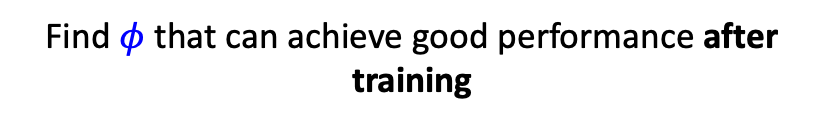 Find ϕ that can achieve good performance after
training